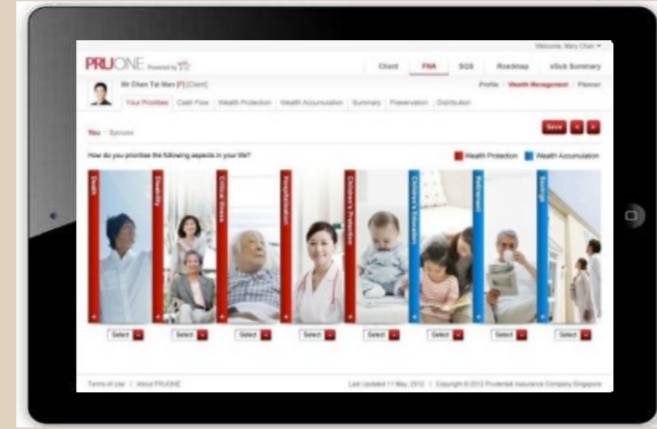 Welcome, Mary Chan
PRUONE Powered by
Client FNA SQS Roadmap eSub Summary
Mr Chan Tai Man [P] [Client]
Profile Wealth Management Planner
Your Priorities Cash Flow Wealth Protection Wealth Accumulation Summary Preservation Distribution
You Spouse
Save
How do you prioritise the following aspects in your life?
Wealth Protection Wealth Accumulation
Death
Disability
Critical Illness
Hospitalisation
Children's Protection
Children's Education
Retirement
Savings
Select Select Select Select Select Select Select Select
Terms of Use | About PRUONE
Last Updated 11 May, 2012 | Copyright © 2012 Prudential Assurance Company Singapore